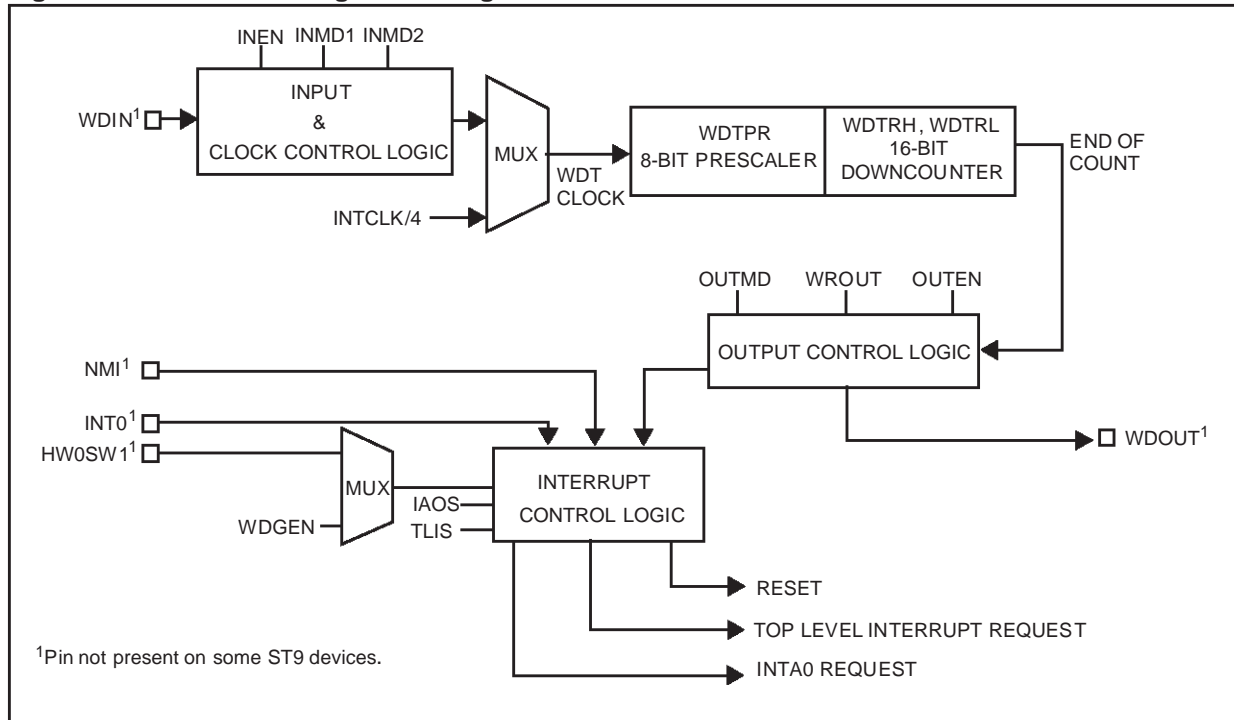 INEN INMD1 INMD2
INPUT
&
CLOCK CONTROL LOGIC
WDIN¹
MUX
INTCLK/4
WDT
CLOCK
WDTPR
8-BIT PRESCALER
WDTRH, WDTRL
16-BIT
DOWNCOUNTER
END OF
COUNT
OUTMD WROUT OUTEN
OUTPUT CONTROL LOGIC
NMI¹
INT0¹
HW0SW1¹
WDOUT¹
MUX
WDGEN
IAOS
TLIS
INTERRUPT
CONTROL LOGIC
RESET
TOP LEVEL INTERRUPT REQUEST
INTA0 REQUEST
¹Pin not present on some ST9 devices.